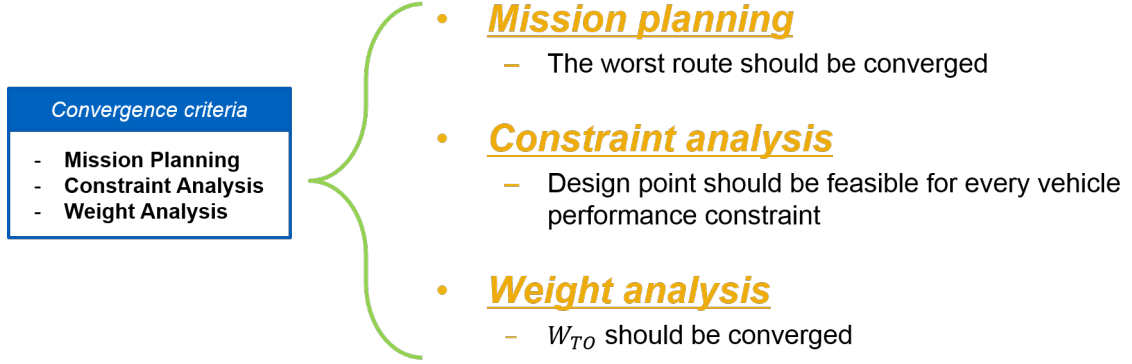 Convergence criteria
- Mission Planning
- Constraint Analysis
- Weight Analysis
• Mission planning
– The worst route should be converged
• Constraint analysis
– Design point should be feasible for every vehicle
performance constraint
• Weight analysis
– W_TO should be converged